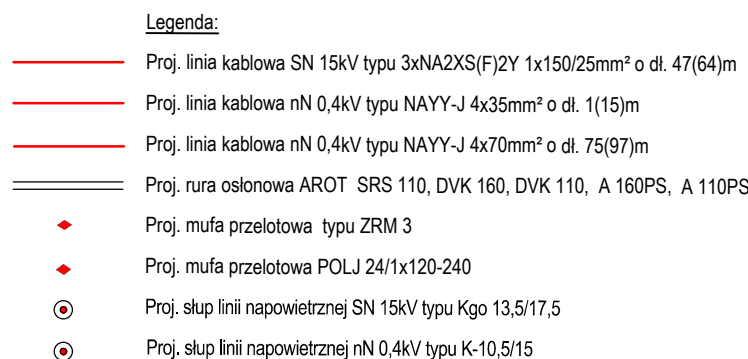 Legenda:
Proj. linia kablowa SN 15kV typu 3xNA2XS(F)2Y 1x150/25mm² o dł. 47(64)m
Proj. linia kablowa nN 0,4kV typu NAYY-J 4x35mm² o dł. 1(15)m
Proj. linia kablowa nN 0,4kV typu NAYY-J 4x70mm² o dł. 75(97)m
Proj. rura osłonowa AROT SRS 110, DVK 160, DVK 110, A 160PS, A 110PS
Proj. mufa przelotowa typu ZRM 3
Proj. mufa przelotowa POLJ 24/1x120-240
Proj. słup linii napowietrznej SN 15kV typu Kgo 13,5/17,5
Proj. słup linii napowietrznej nN 0,4kV typu K-10,5/15